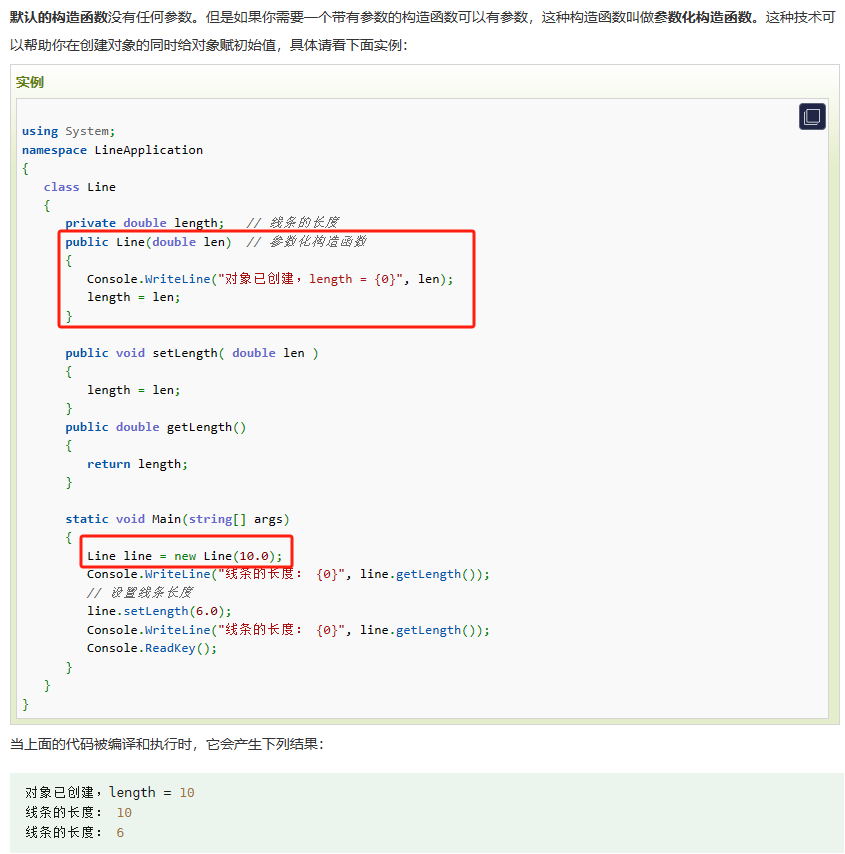 默认的构造函数没有任何参数。但是如果你需要一个带有参数的构造函数可以有参数，这种构造函数叫做参数化构造函数。这种技术可
以帮助你在创建对象的同时给对象赋初始值，具体请看下面实例：
实例
using System;
namespace LineApplication
{
   class Line
   {
      private double length;   // 线条的长度
      public Line(double len)  // 参数化构造函数
      {
         Console.WriteLine("对象已创建，length = {0}", len);
         length = len;
      }

      public void setLength( double len )
      {
         length = len;
      }
      public double getLength()
      {
         return length;
      }

      static void Main(string[] args)
      {
         Line line = new Line(10.0);
         Console.WriteLine("线条的长度： {0}", line.getLength());
         // 设置线条长度
         line.setLength(6.0);
         Console.WriteLine("线条的长度： {0}", line.getLength());
         Console.ReadKey();
      }
   }
}
当上面的代码被编译和执行时，它会产生下列结果：
对象已创建，length = 10
线条的长度： 10
线条的长度： 6